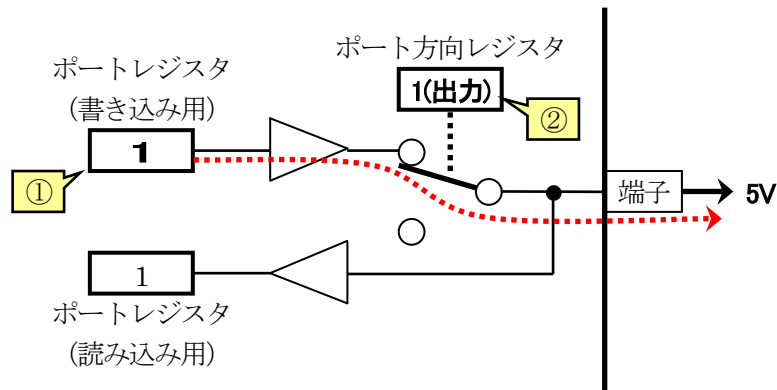 ポート方向レジスタ
1(出力)
②
ポートレジスタ
(書き込み用)
1
①
端子
5V
1
ポートレジスタ
(読み込み用)